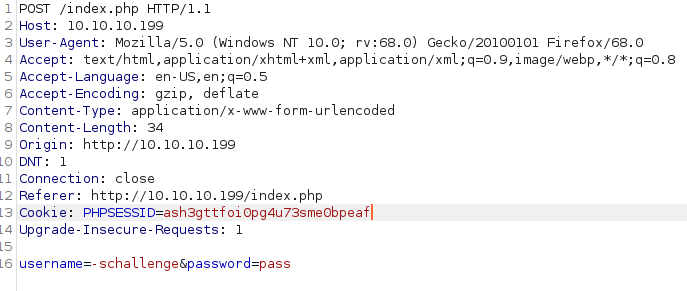 1 POST /index.php HTTP/1.1
2 Host: 10.10.10.199
3 User-Agent: Mozilla/5.0 (Windows NT 10.0; rv:68.0) Gecko/20100101 Firefox/68.0
4 Accept: text/html,application/xhtml+xml,application/xml;q=0.9,image/webp,*/*;q=0.8
5 Accept-Language: en-US,en;q=0.5
6 Accept-Encoding: gzip, deflate
7 Content-Type: application/x-www-form-urlencoded
8 Content-Length: 34
9 Origin: http://10.10.10.199
10 DNT: 1
11 Connection: close
12 Referer: http://10.10.10.199/index.php
13 Cookie: PHPSESSID=ash3gttfoi0pg4u73sme0bpeaf
14 Upgrade-Insecure-Requests: 1
15
16 username=-schallenge&password=pass